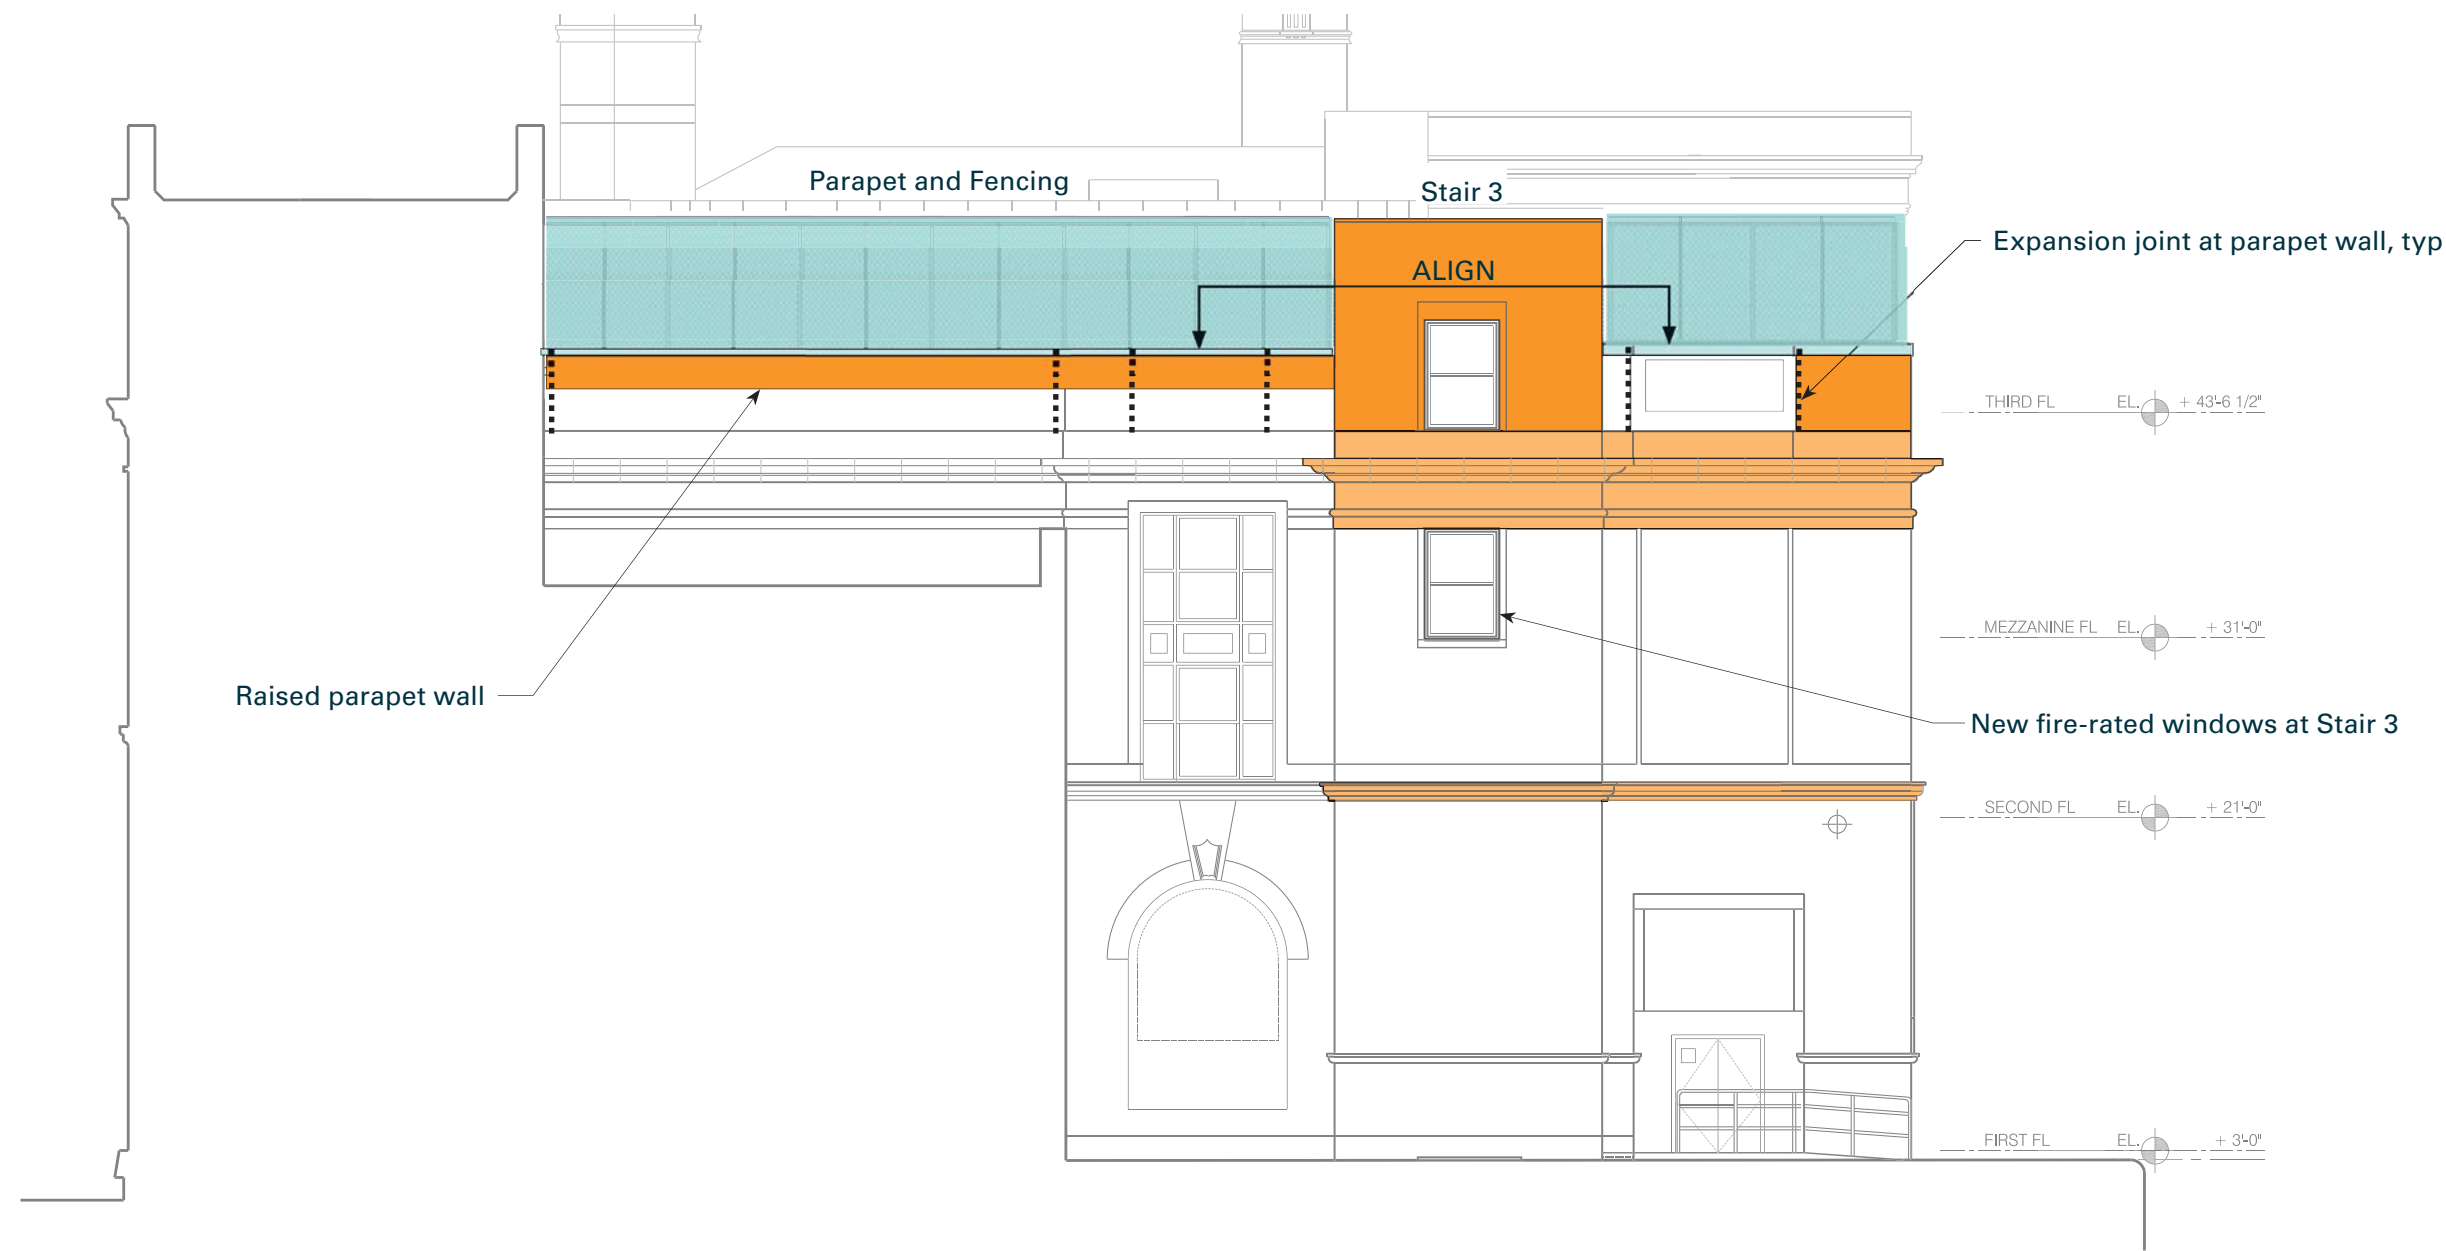 Parapet and Fencing
Stair 3
ALIGN
Expansion joint at parapet wall, typ
THIRD FL EL. + 43'-6 1/2"
MEZZANINE FL EL. + 31'-0"
Raised parapet wall
New fire-rated windows at Stair 3
SECOND FL EL. + 21'-0"
FIRST FL EL. + 3'-0"